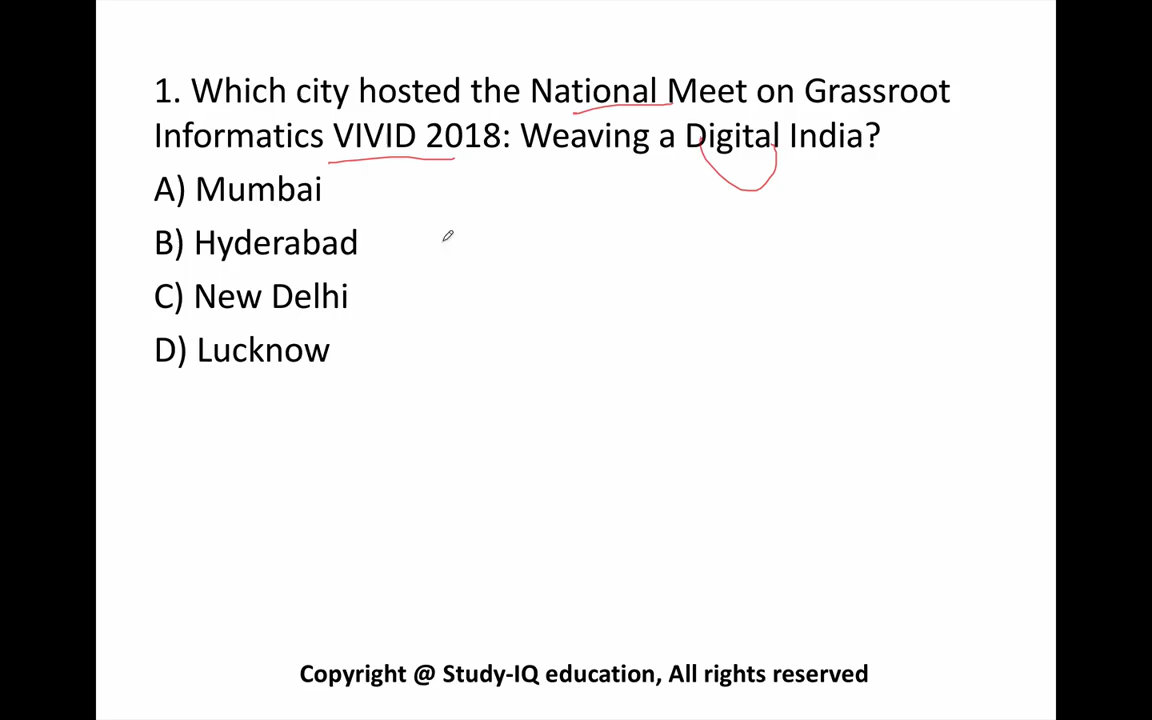 1. Which city hosted the National Meet on Grassroot
Informatics VIVID 2018: Weaving a Digital India?
A) Mumbai
B) Hyderabad
C) New Delhi
D) Lucknow
Copyright @ Study-IQ education, All rights reserved